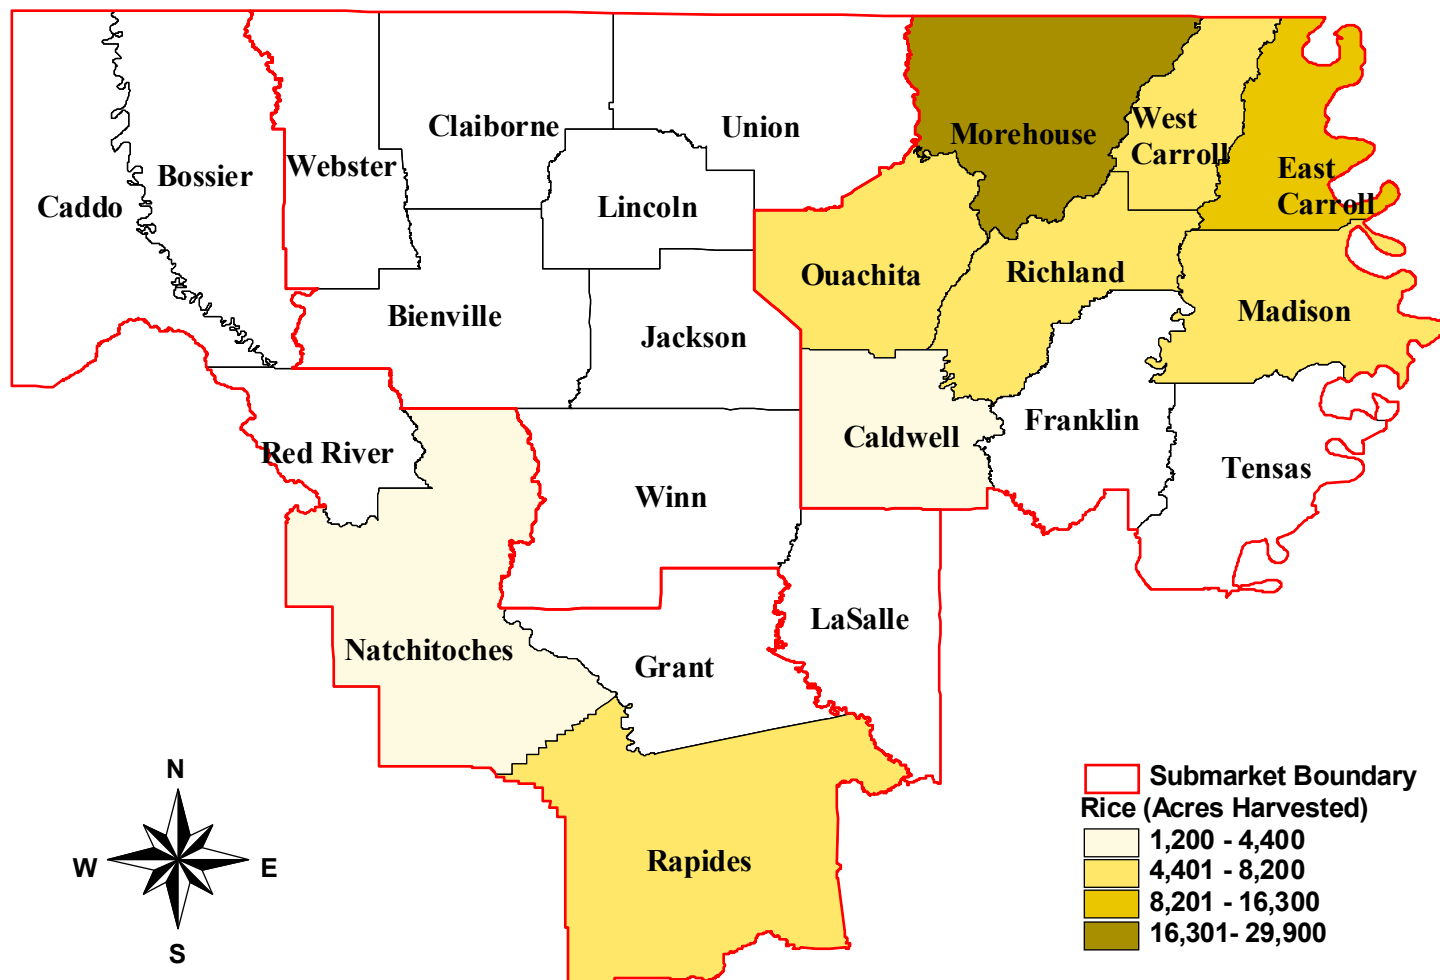 Claiborne
Union
Morehouse
West
Carroll
Webster
Bossier
East
Carroll
Caddo
Lincoln
Ouachita
Richland
Madison
Bienville
Jackson
Franklin
Caldwell
Red River
Tensas
Winn
LaSalle
Natchitoches
Grant
Rapides
N
W
E
S
Submarket Boundary
Rice (Acres Harvested)
1,200 - 4,400
4,401 - 8,200
8,201 - 16,300
16,301- 29,900